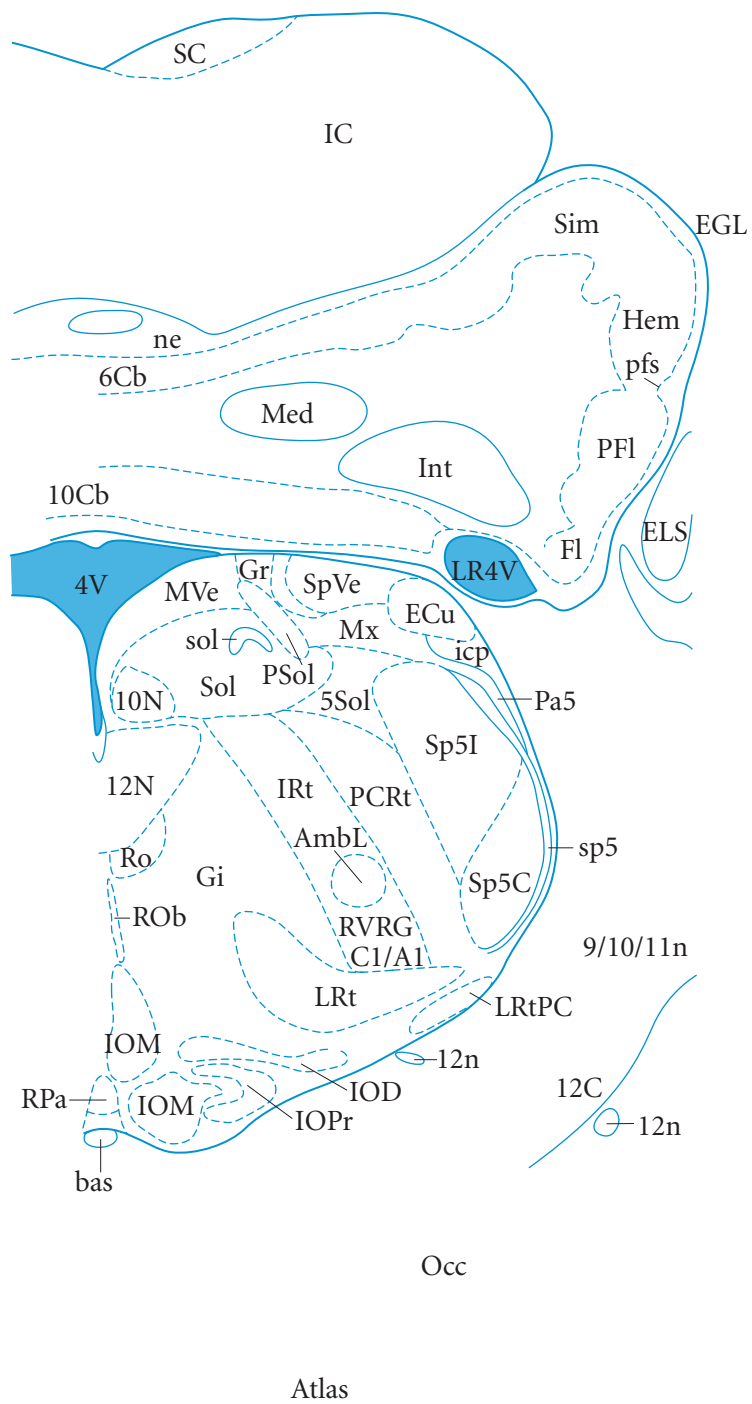 SC
IC
Sim
EGL
Hem
ne
pfs
6Cb
Med
PFl
Int
10Cb
ELS
Fl
LR4V
Gr
4V
SpVe
MVe
ECu
Mx
sol
icp
PSol
Sol
10N
5Sol
Pa5
Sp5I
12N
IRt
PCRt
AmbL
sp5
Ro
Gi
Sp5C
ROb
RVRG
9/10/11n
C1/A1
LRt
LRtPC
IOM
12n
12C
IOD
RPa
IOM
IOPr
12n
bas
Occ
Atlas